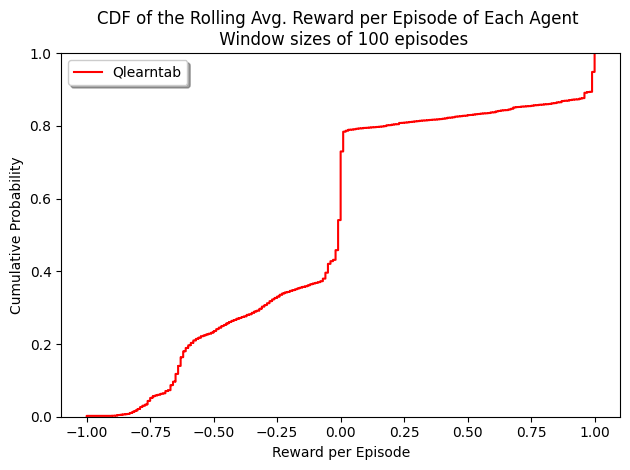 CDF of the Rolling Avg. Reward per Episode of Each Agent
Window sizes of 100 episodes
Qlearntab
Cumulative Probability
1.0
0.8
0.6
0.4
0.2
0.0
−1.00 −0.75 −0.50 −0.25 0.00 0.25 0.50 0.75 1.00
Reward per Episode